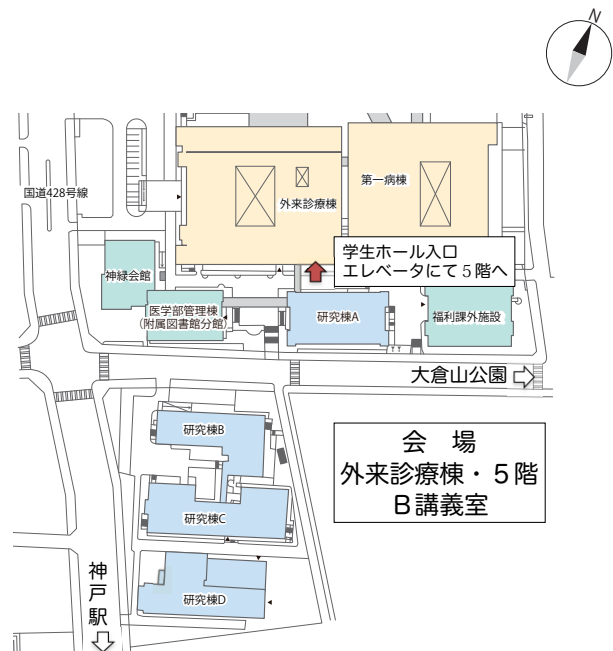 N
国道428号線
外来診療棟
第一病棟
学生ホール入口
エレベータにて5階へ
神緑会館
医学部管理棟
(附属図書館分館)
研究棟A
福利課外施設
大倉山公園
研究棟B
会　場
外来診療棟・５階
B講義室
研究棟C
神戸駅
研究棟D